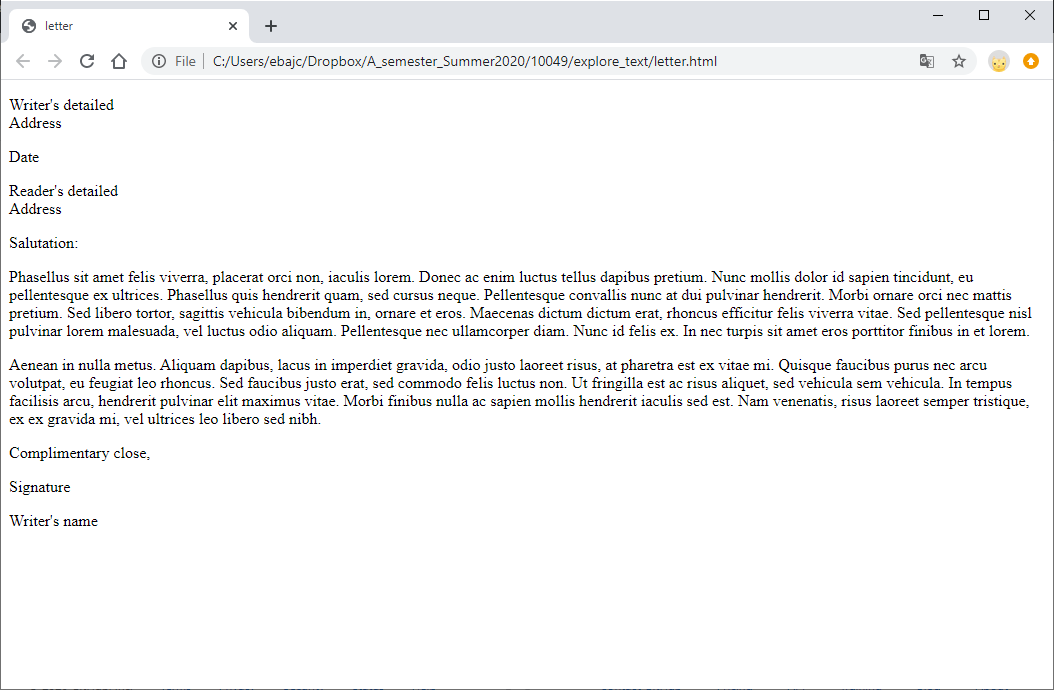 letter
File
C:/Users/ebajc/Dropbox/A_semester_Summer2020/10049/explore_text/letter.html
Writer's detailed
Address
Date
Reader's detailed
Address
Salutation:
Phasellus sit amet felis viverra, placerat orci non, iaculis lorem. Donec ac enim luctus tellus dapibus pretium. Nunc mollis dolor id sapien tincidunt, eu
pellentesque ex ultrices. Phasellus quis hendrerit quam, sed cursus neque. Pellentesque convallis nunc at dui pulvinar hendrerit. Morbi ornare orci nec mattis
pretium. Sed libero tortor, sagittis vehicula bibendum in, ornare et eros. Maecenas dictum dictum erat, rhoncus efficitur felis viverra vitae. Sed pellentesque nisl
pulvinar lorem malesuada, vel luctus odio aliquam. Pellentesque nec ullamcorper diam. Nunc id felis ex. In nec turpis sit amet eros porttitor finibus in et lorem.
Aenean in nulla metus. Aliquam dapibus, lacus in imperdiet gravida, odio justo laoreet risus, at pharetra est ex vitae mi. Quisque faucibus purus nec arcu
volutpat, eu feugiat leo rhoncus. Sed faucibus justo erat, sed commodo felis luctus non. Ut fringilla est ac risus aliquet, sed vehicula sem vehicula. In tempus
facilisis arcu, hendrerit pulvinar elit maximus vitae. Morbi finibus nulla ac sapien mollis hendrerit iaculis sed est. Nam venenatis, risus laoreet semper tristique,
ex ex gravida mi, vel ultrices leo libero sed nibh.
Complimentary close,
Signature
Writer's name